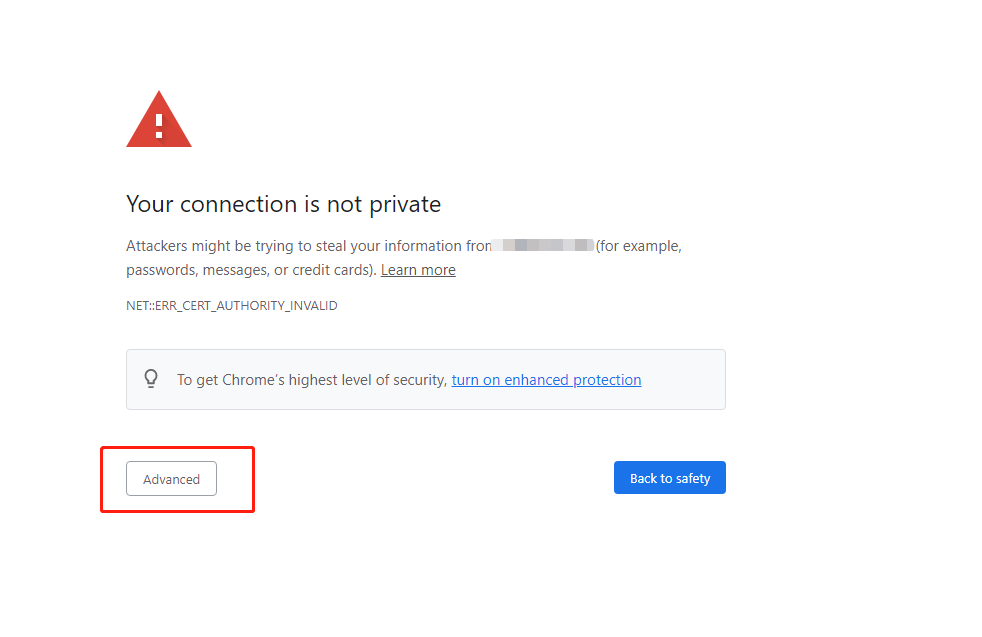 Your connection is not private
Attackers might be trying to steal your information from (for example,
passwords, messages, or credit cards). Learn more
NET::ERR_CERT_AUTHORITY_INVALID
To get Chrome's highest level of security, turn on enhanced protection
Advanced
Back to safety